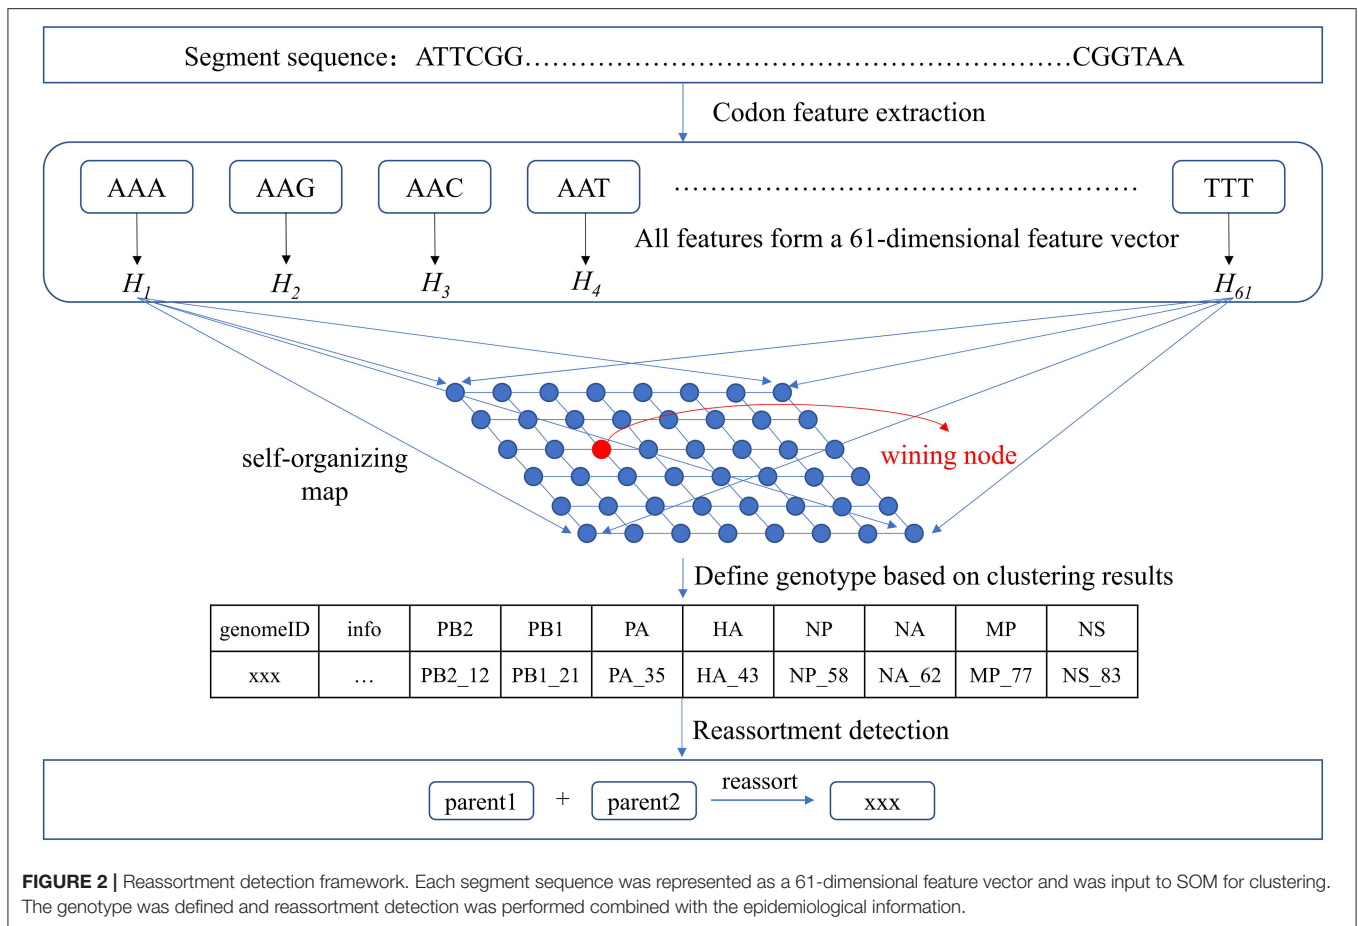 Segment sequence: ATTCGG............................................................CGGTAA
Codon feature extraction
AAA AAG AAC AAT ................................................... TTT
All features form a 61-dimensional feature vector
H1 H2 H3 H4 H61
self-organizing
map
wining node
Define genotype based on clustering results
genomeID info PB2 PB1 PA HA NP NA MP NS
xxx … PB2_12 PB1_21 PA_35 HA_43 NP_58 NA_62 MP_77 NS_83
Reassortment detection
parent1 + parent2 reassort xxx
FIGURE 2 | Reassortment detection framework. Each segment sequence was represented as a 61-dimensional feature vector and was input to SOM for clustering.
The genotype was defined and reassortment detection was performed combined with the epidemiological information.